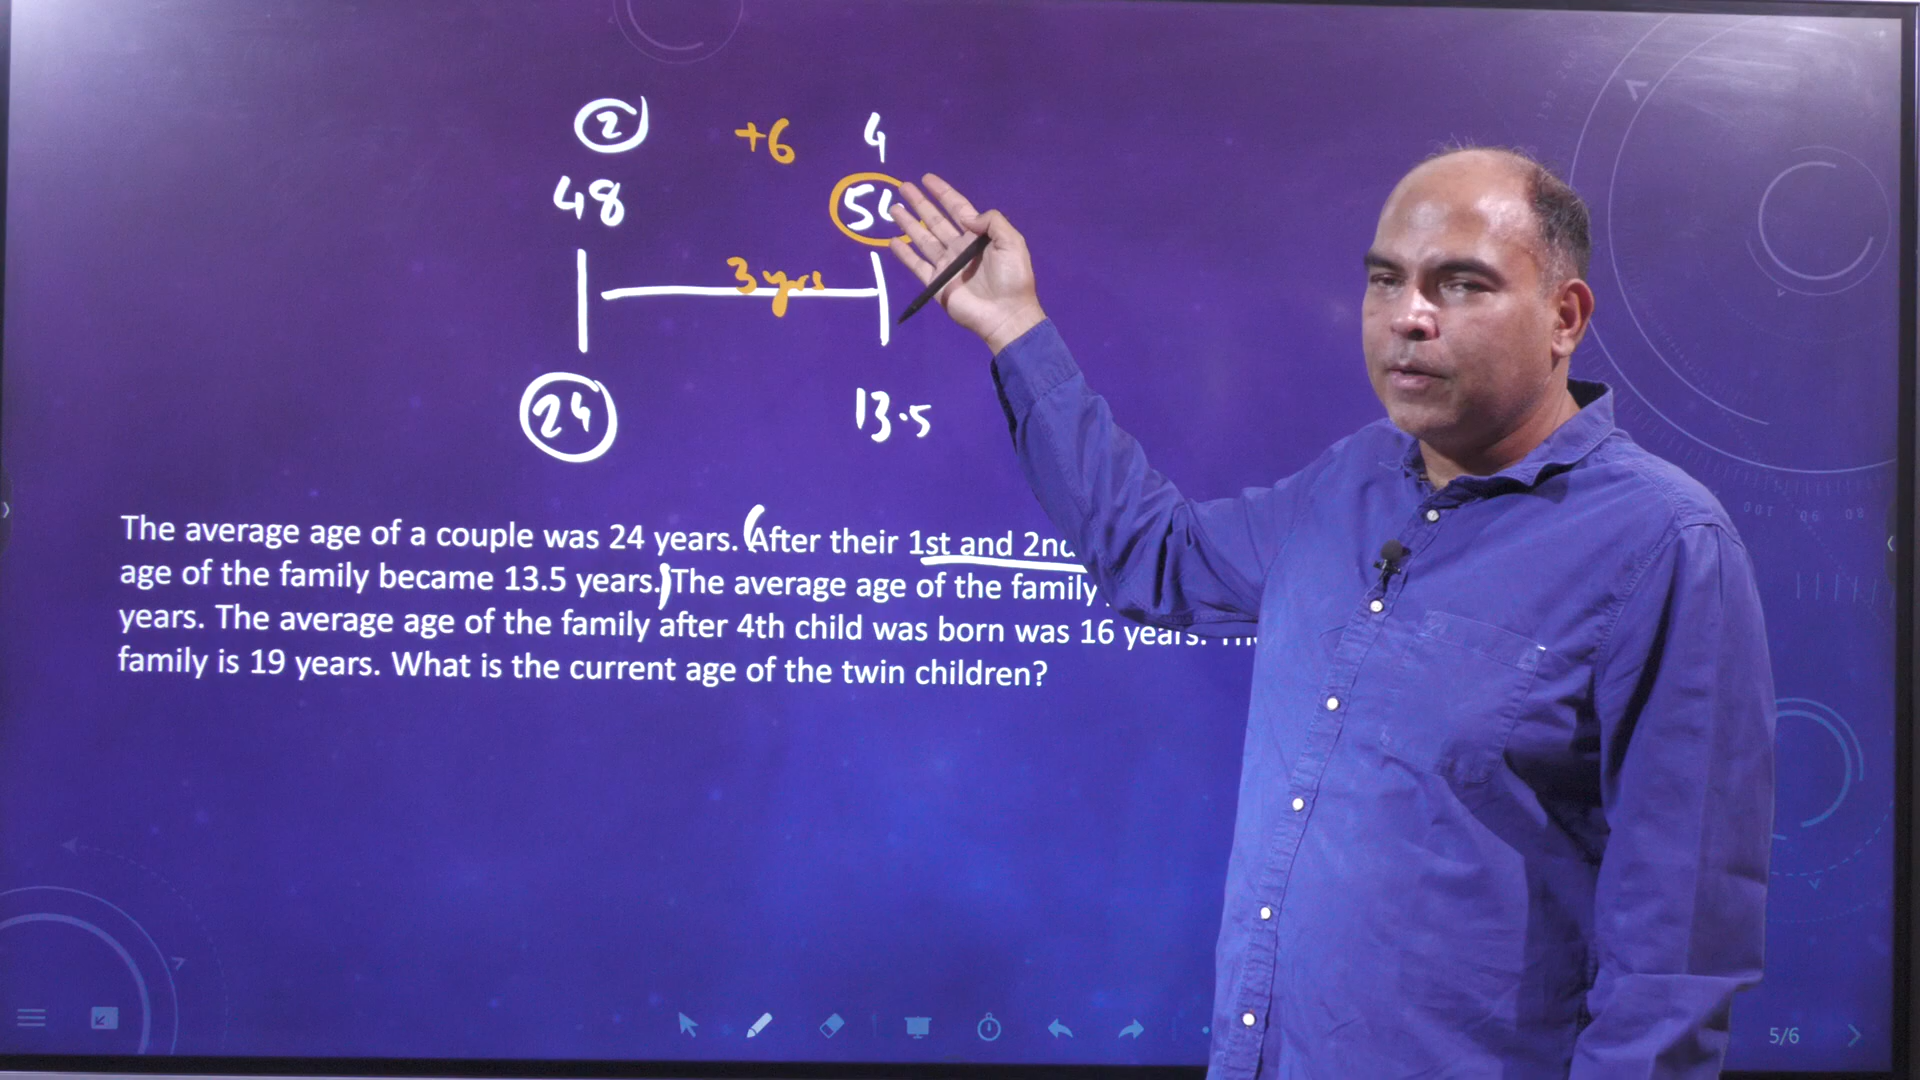 2 +6 4
48 54
3 yrs
24 13.5
The average age of a couple was 24 years. (After their 1st and 2nd
age of the family became 13.5 years.) The average age of the family
years. The average age of the family after 4th child was born was 16 years.
family is 19 years. What is the current age of the twin children?
5/6